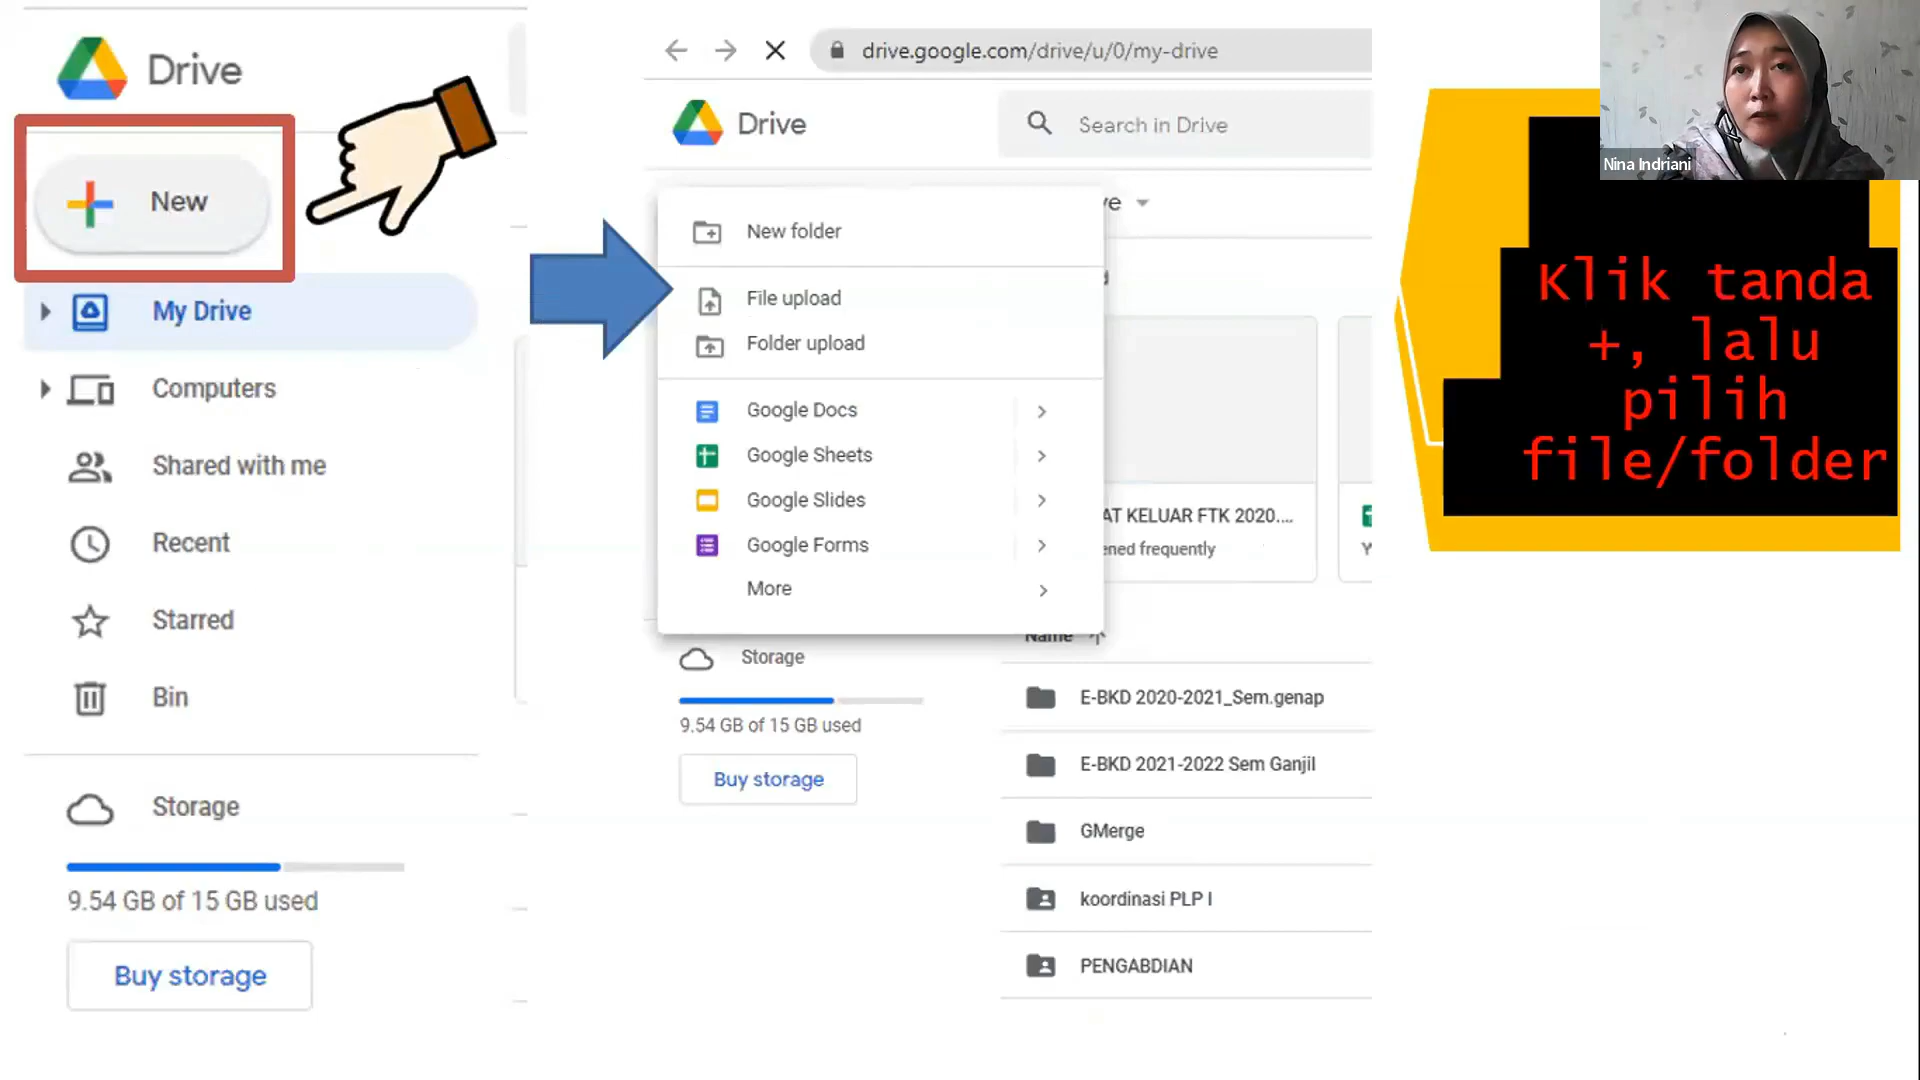 Drive
New
My Drive
Computers
Shared with me
Recent
Starred
Bin
Storage
9.54 GB of 15 GB used
Buy storage
drive.google.com/drive/u/0/my-drive
Drive
Search in Drive
ve
New folder
File upload
Folder upload
Google Docs
Google Sheets
Google Slides
Google Forms
More
AT KELUAR FTK 2020....
ened frequently
Y
Storage
9.54 GB of 15 GB used
Buy storage
Name
E-BKD 2020-2021_Sem.genap
E-BKD 2021-2022 Sem Ganjil
GMerge
koordinasi PLP I
PENGABDIAN
Nina Indriani
Klik tanda
+, lalu
pilih
file/folder